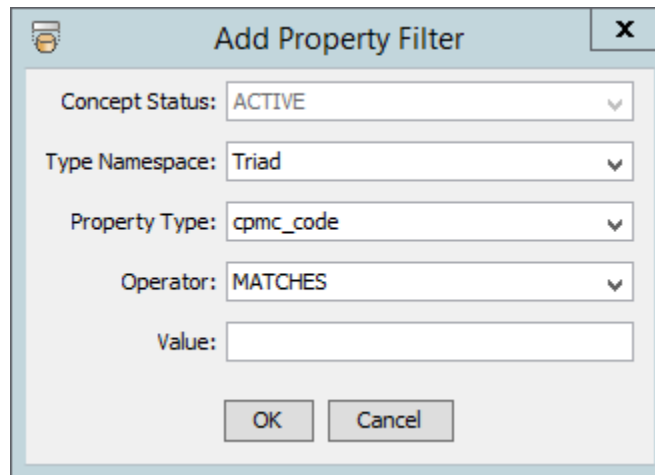 Add Property Filter
X
Concept Status: ACTIVE
Type Namespace: Triad
Property Type: cpmc_code
Operator: MATCHES
Value:
OK Cancel